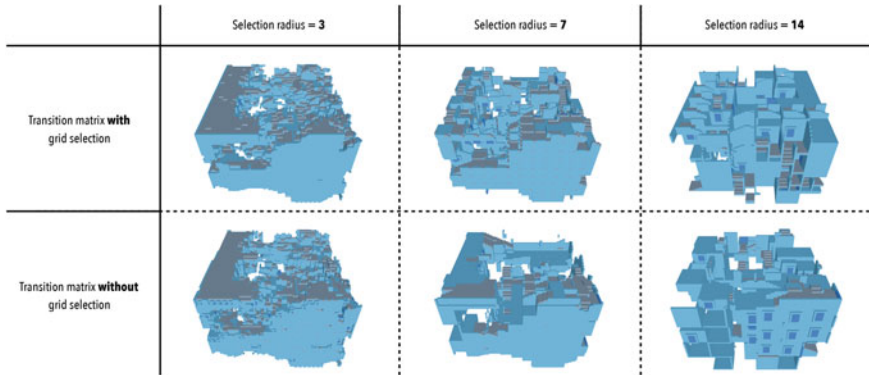 Selection radius = 3
Selection radius = 7
Selection radius = 14
Transition matrix with
grid selection
Transition matrix without
grid selection